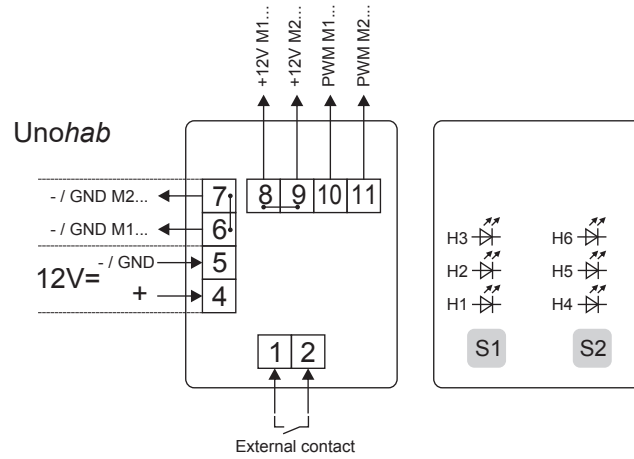 +12V M1...
+12V M2...
PWM M1...
PWM M2...
Unohab
8 9 10 11
- / GND M2... 7
- / GND M1... 6
12V= - / GND 5
+ 4
1 2
External contact
H3 H6
H2 H5
H1 H4
S1 S2